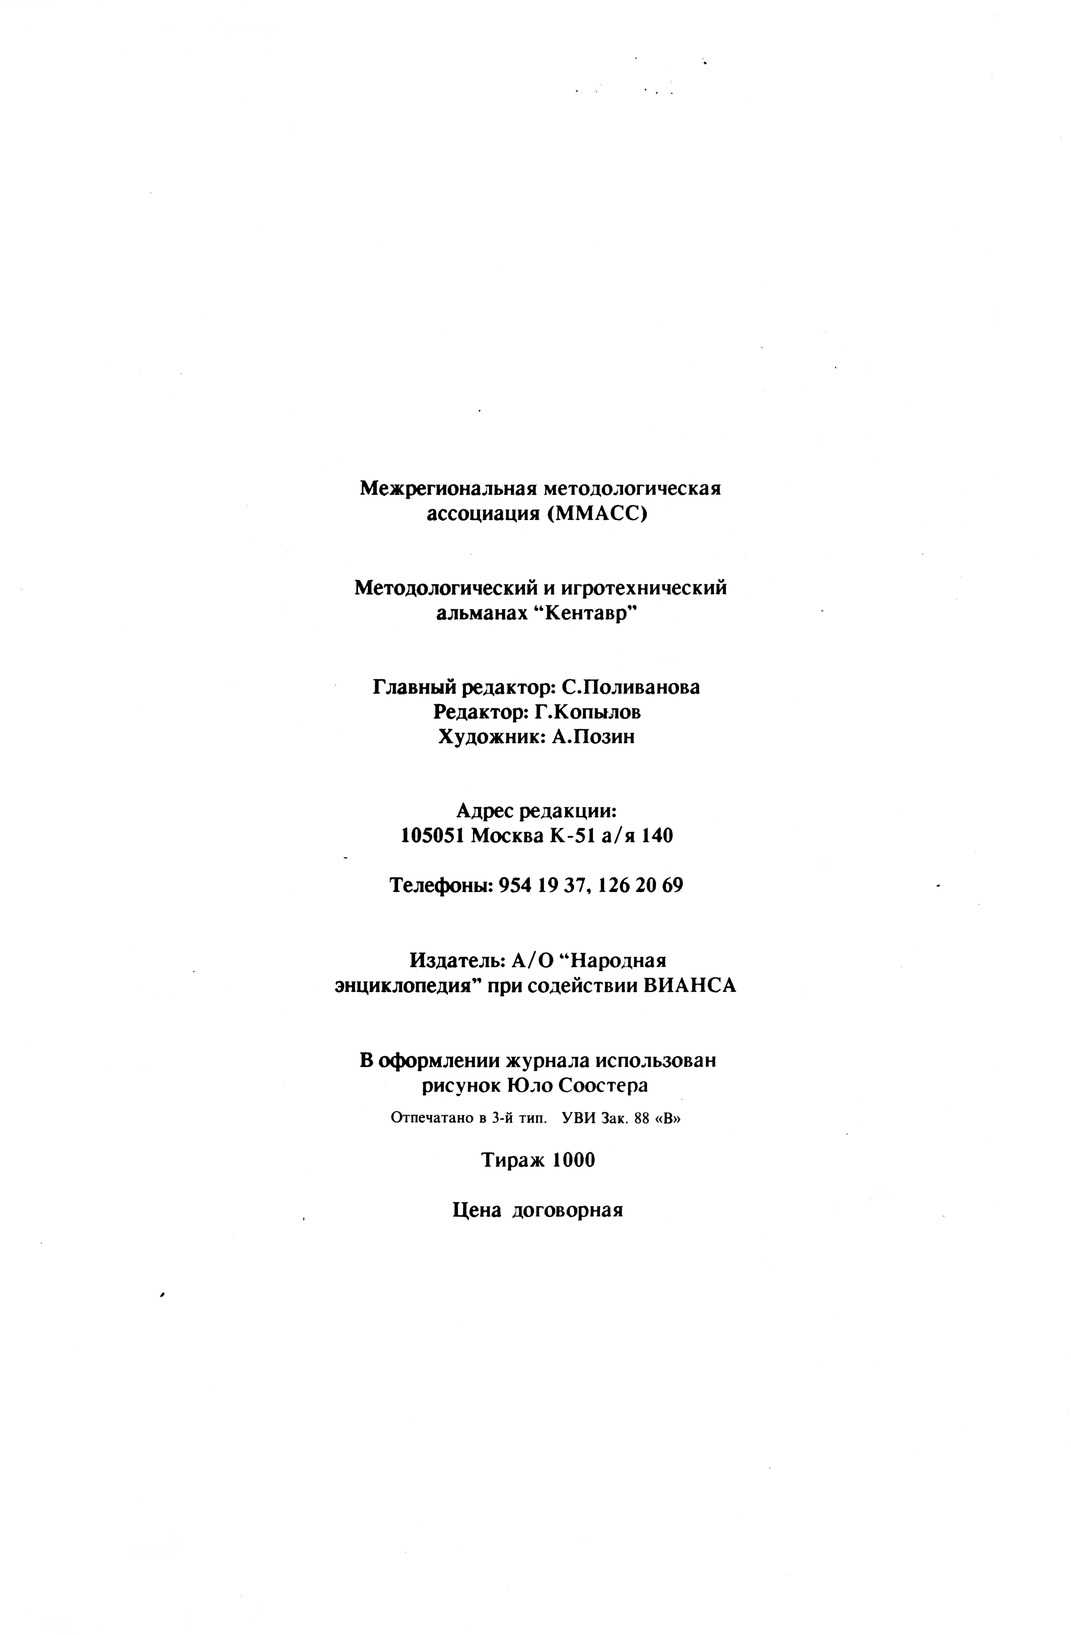 Межрегиональная методологическая
ассоциация (ММАСС)
Методологический и игротехнический
альманах “Кентавр”
Главный редактор: С.Поливанова
Редактор: Г.Копылов
Художник: А.Позин
Адрес редакции:
105051 Москва К-51 а/я 140
Телефоны: 954 19 37, 126 20 69
Издатель: А/О “Народная
энциклопедия” при содействии ВИАНСА
В оформлении журнала использован
рисунок Юло Соостера
Отпечатано в 3-й тип. УВИ Зак. 88 «В»
Тираж 1000
Цена договорная